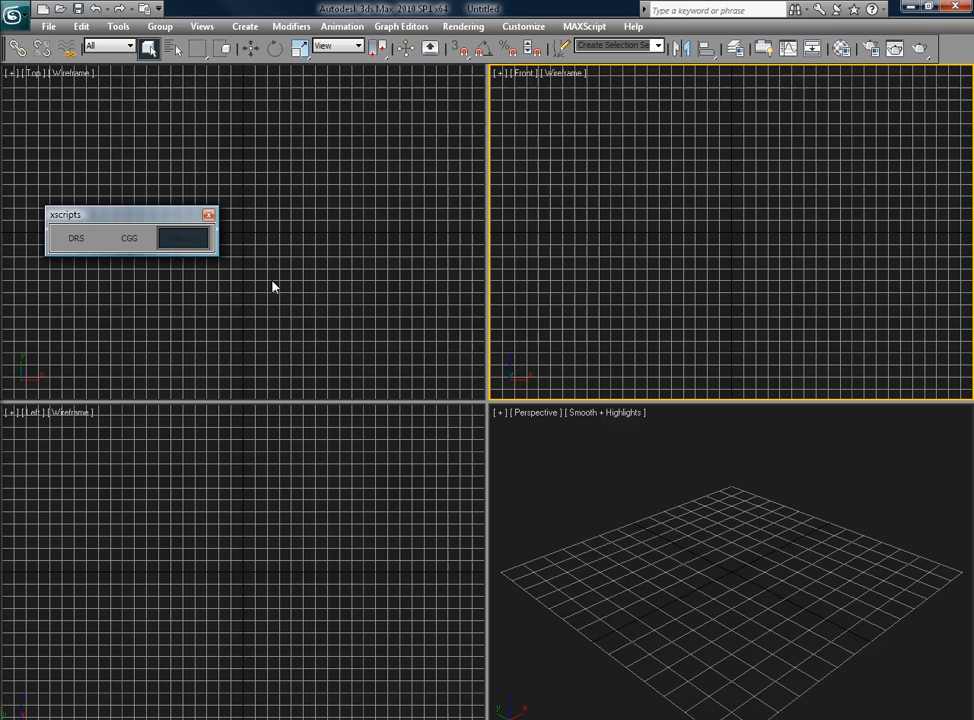 Autodesk 3ds Max 2010 SP1 x64 Untitled
Type a keyword or phrase
File Edit Tools Group Views Create Modifiers Animation Graph Editors Rendering Customize MAXScript Help
All View 3 Create Selection Se
[ + ] [ Top ] [ Wireframe ]
[ + ] [ Front ] [ Wireframe ]
xscripts
DRS CGG
y
x
x
[ + ] [ Left ] [ Wireframe ]
[ + ] [ Perspective ] [ Smooth + Highlights ]
y
x